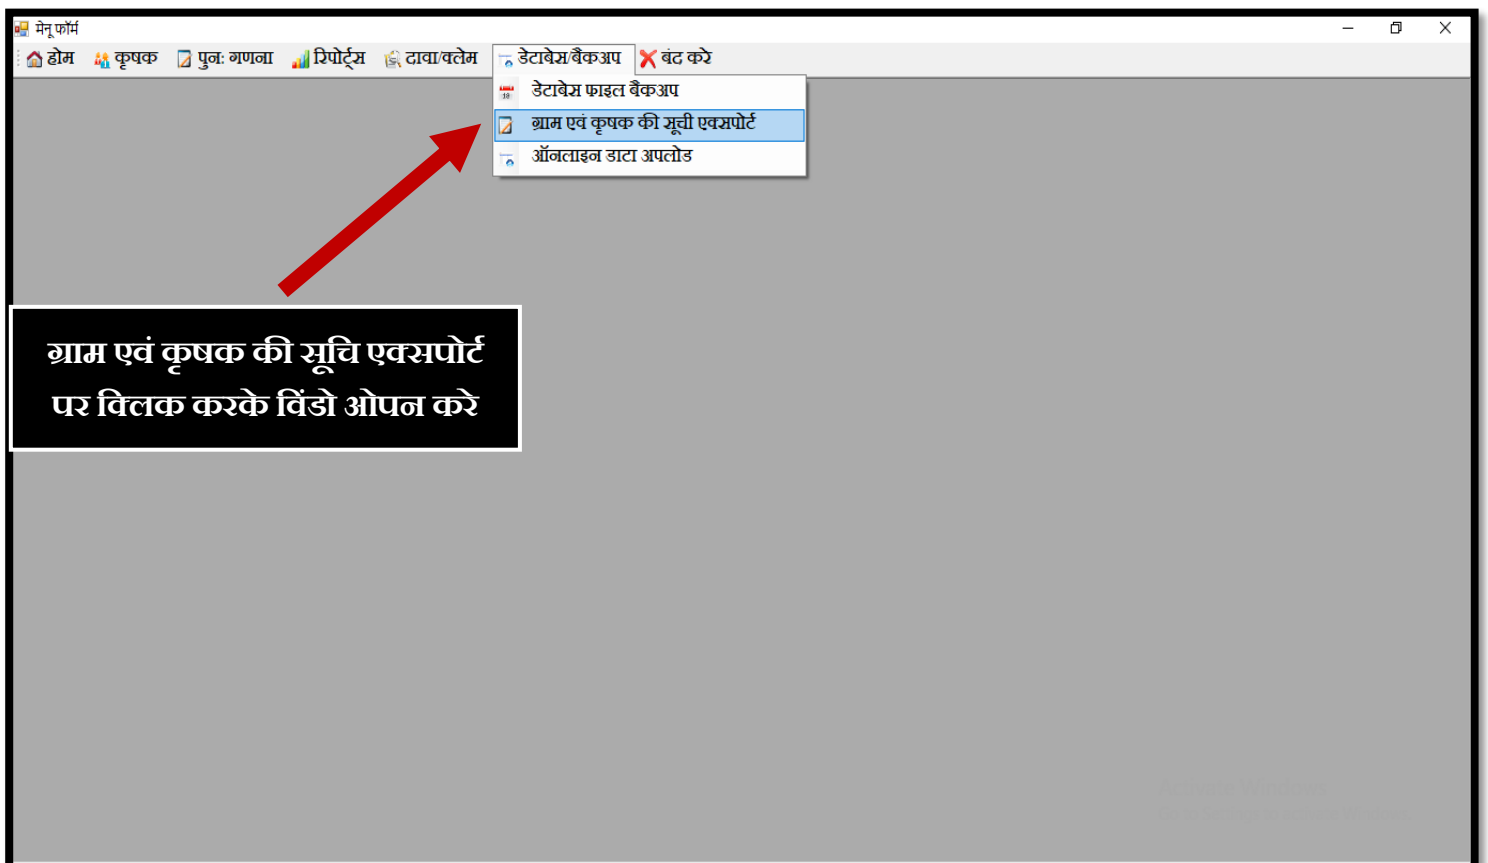 मेनू फॉर्म
होम कृषक पुन: गणना रिपोर्ट्स दावा/क्लेम डेटाबेस/बैकअप बंद करे
डेटाबेस फाइल बैकअप
18
ग्राम एवं कृषक की सूची एक्सपोर्ट
ऑनलाइन डाटा अपलोड
ग्राम एवं कृषक की सूचि एक्सपोर्ट
पर क्लिक करके विंडो ओपन करे